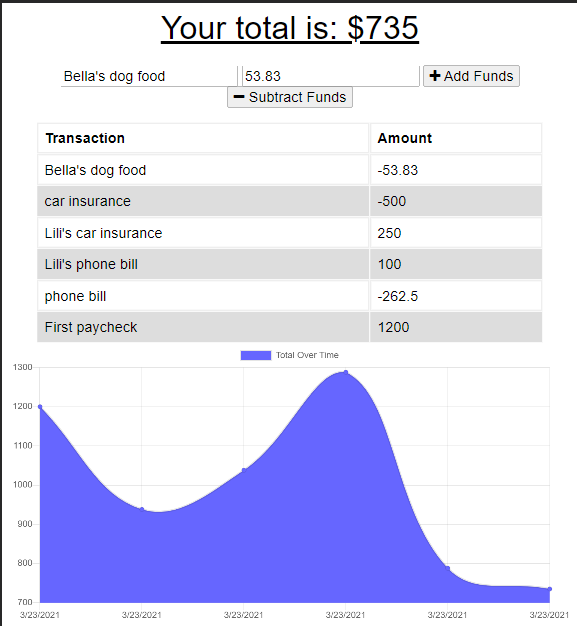 Your total is: $735
Bella's dog food 53.83 + Add Funds
− Subtract Funds
Transaction Amount
Bella's dog food -53.83
car insurance -500
Lili's car insurance 250
Lili's phone bill 100
phone bill -262.5
First paycheck 1200
Total Over Time
1300
1200
1100
1000
900
800
700
3/23/2021 3/23/2021 3/23/2021 3/23/2021 3/23/2021 3/23/2021